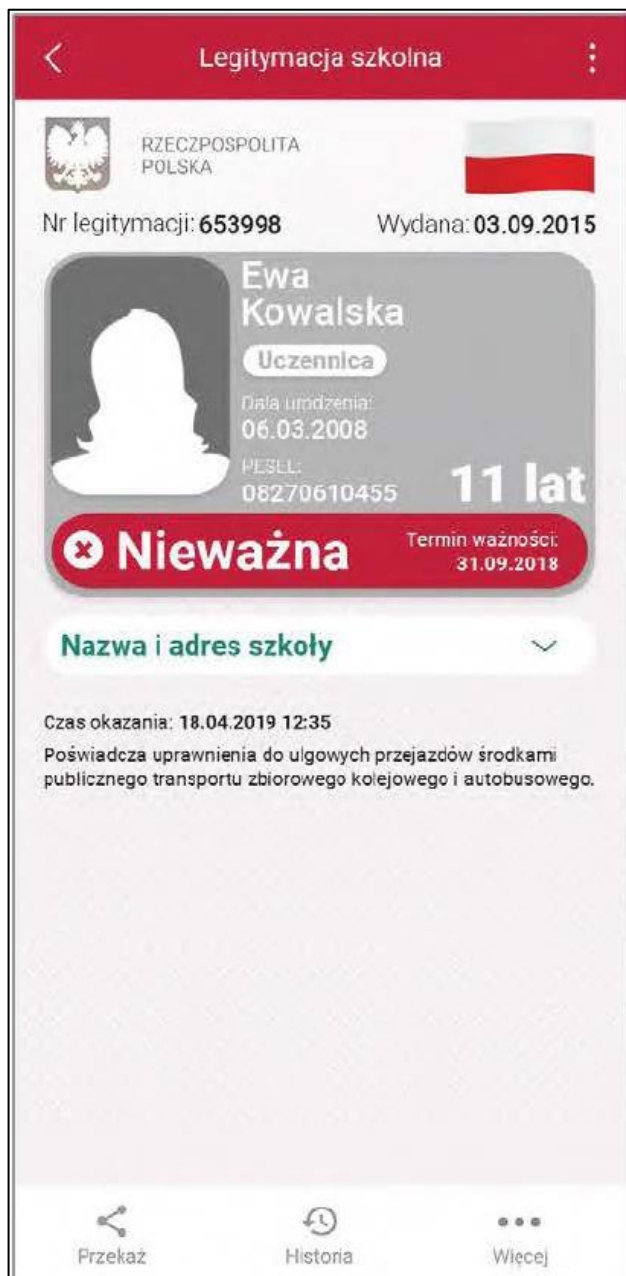 Legitymacja szkolna
RZECZPOSPOLITA
POLSKA
Nr legitymacji: 653998
Wydana: 03.09.2015
Ewa
Kowalska
Uczennica
Data urodzenia:
06.03.2008
PESEL:
08270610455
11 lat
Nieważna
Termin ważności:
31.09.2018
Nazwa i adres szkoły
Czas okazania: 18.04.2019 12:35
Poświadcza uprawnienia do ulgowych przejazdów środkami
publicznego transportu zbiorowego kolejowego i autobusowego.
Przekaż
Historia
Więcej